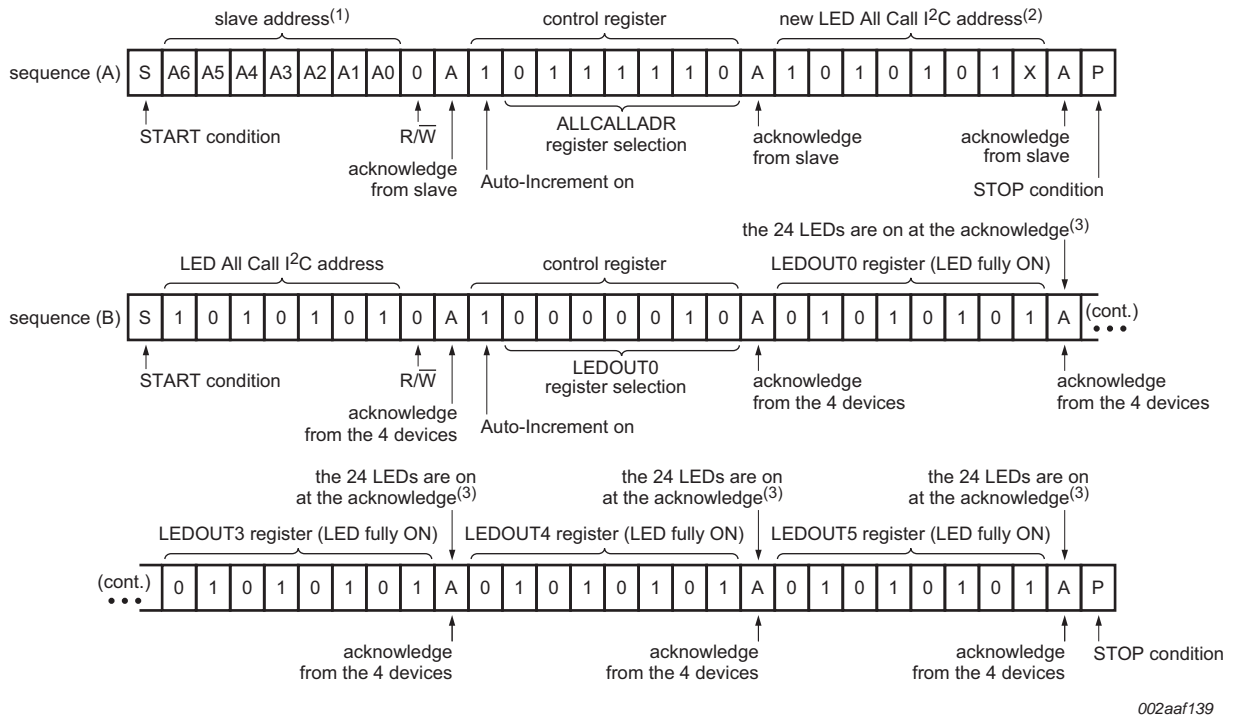 slave address(1) control register new LED All Call I2C address(2)
sequence (A) S A6 A5 A4 A3 A2 A1 A0 0 A 1 0 1 1 1 1 1 0 A 1 0 1 0 1 0 1 X A P
START condition R/W ALLCALLADR acknowledge acknowledge
register selection from slave from slave
acknowledge
from slave Auto-Increment on STOP condition
the 24 LEDs are on at the acknowledge(3)
LED All Call I2C address control register LEDOUT0 register (LED fully ON)
sequence (B) S 1 0 1 0 1 0 1 0 A 1 0 0 0 0 0 1 0 A 0 1 0 1 0 1 0 1 A (cont.)
START condition R/W LEDOUT0 acknowledge acknowledge
register selection from the 4 devices from the 4 devices
acknowledge
from the 4 devices Auto-Increment on
the 24 LEDs are on the 24 LEDs are on the 24 LEDs are on
at the acknowledge(3) at the acknowledge(3) at the acknowledge(3)
LEDOUT3 register (LED fully ON) LEDOUT4 register (LED fully ON) LEDOUT5 register (LED fully ON)
(cont.) 0 1 0 1 0 1 0 1 A 0 1 0 1 0 1 0 1 A 0 1 0 1 0 1 0 1 A P
acknowledge acknowledge acknowledge STOP condition
from the 4 devices from the 4 devices from the 4 devices
002aaf139